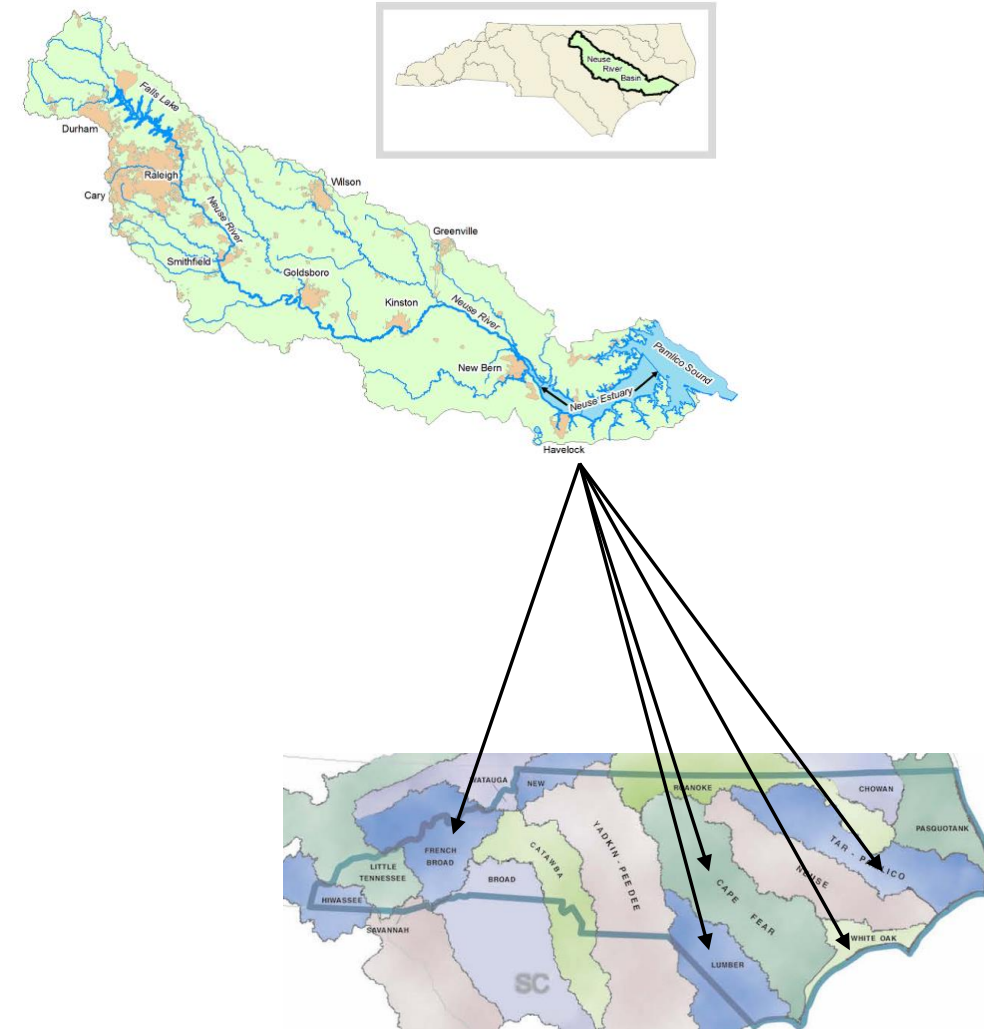 Neuse
River
Basin
Falls Lake
Durham
Raleigh
Cary
Wilson
Neuse River
Greenville
Smithfield
Goldsboro
Kinston
Neuse River
New Bern
Pamlico Sound
Neuse Estuary
Havelock
WATAUGA
NEW
ROANOKE
CHOWAN
PASQUOTANK
FRENCH
BROAD
LITTLE
TENNESSEE
CATAWBA
YADKIN - PEE DEE
TAR - PAMLICO
NEUSE
BROAD
HIWASSEE
CAPE FEAR
SAVANNAH
WHITE OAK
LUMBER
SC